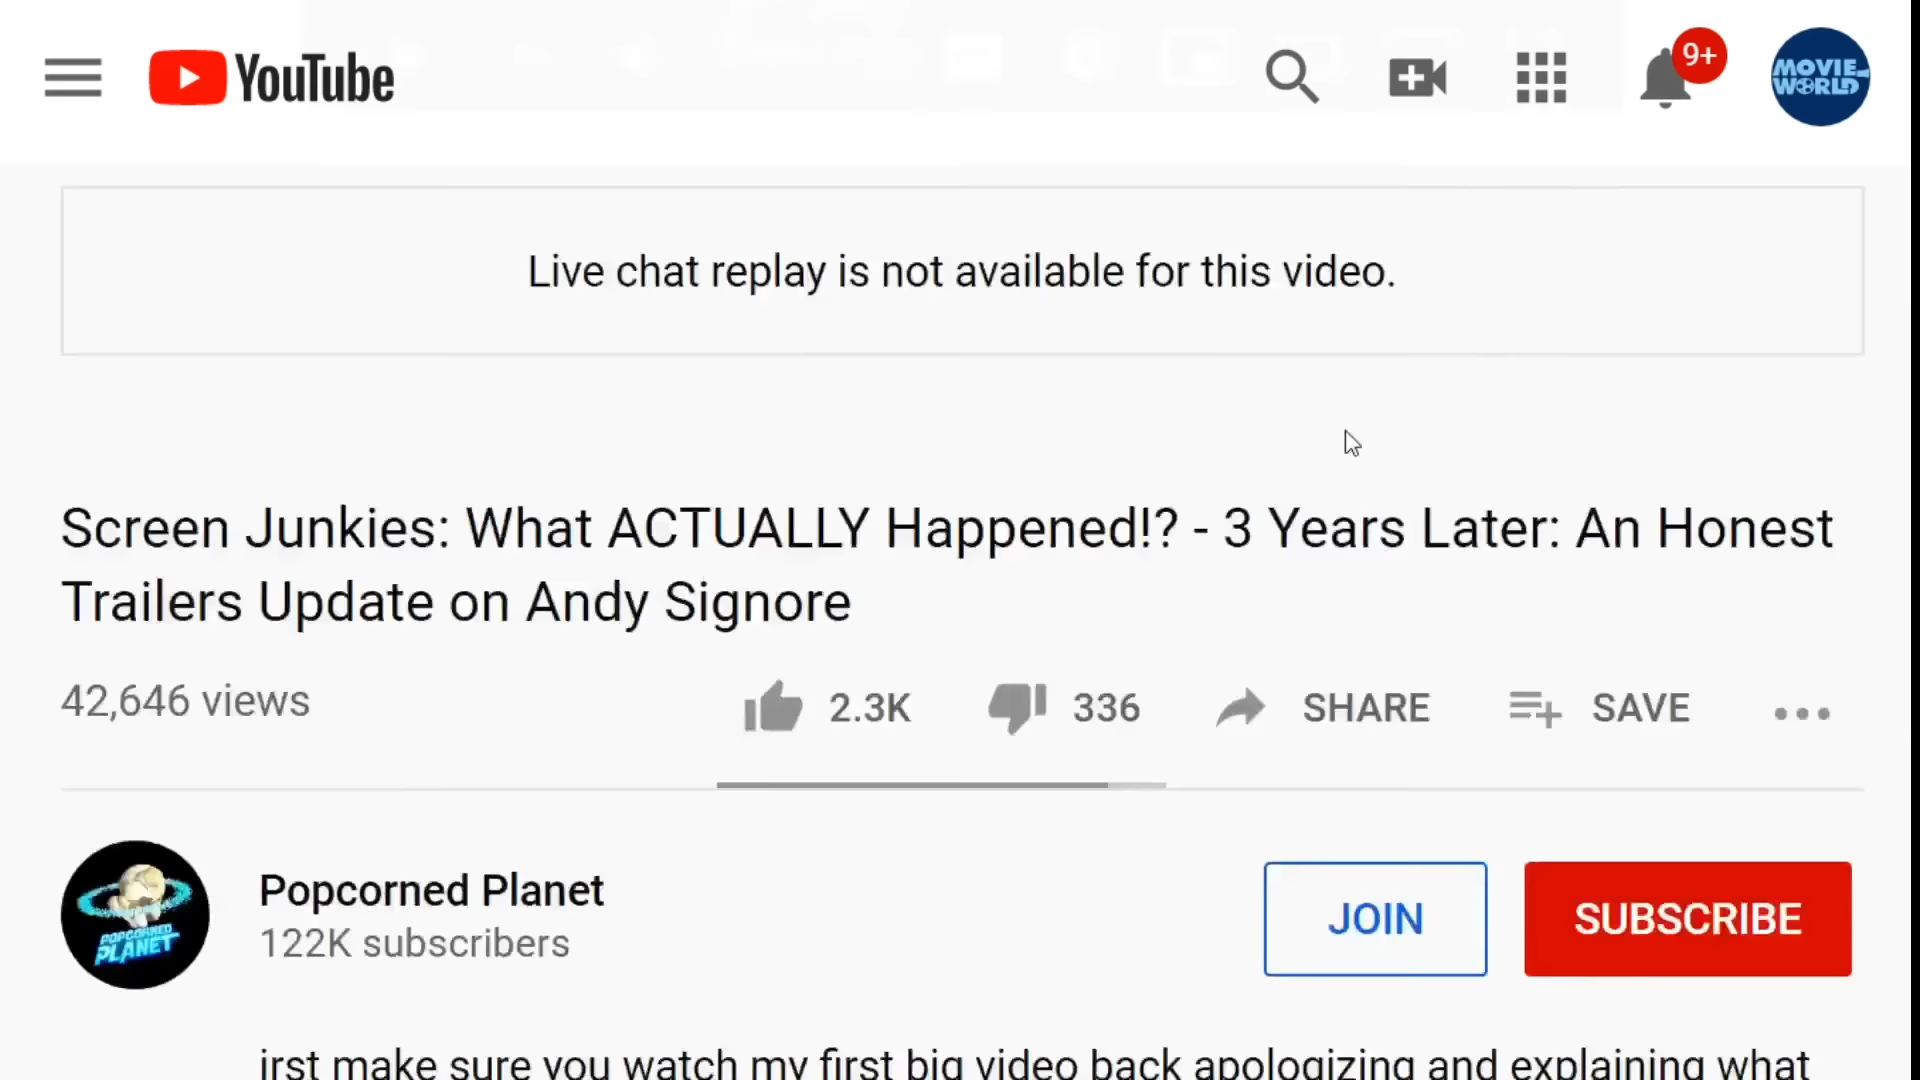 YouTube
9+
MOVIE-
WORLD
Live chat replay is not available for this video.
Screen Junkies: What ACTUALLY Happened!? - 3 Years Later: An Honest
Trailers Update on Andy Signore
42,646 views
2.3K
336
SHARE
SAVE
POPCORNED
PLANET
Popcorned Planet
122K subscribers
JOIN
SUBSCRIBE
irst make sure you watch my first big video back apologizing and explaining what